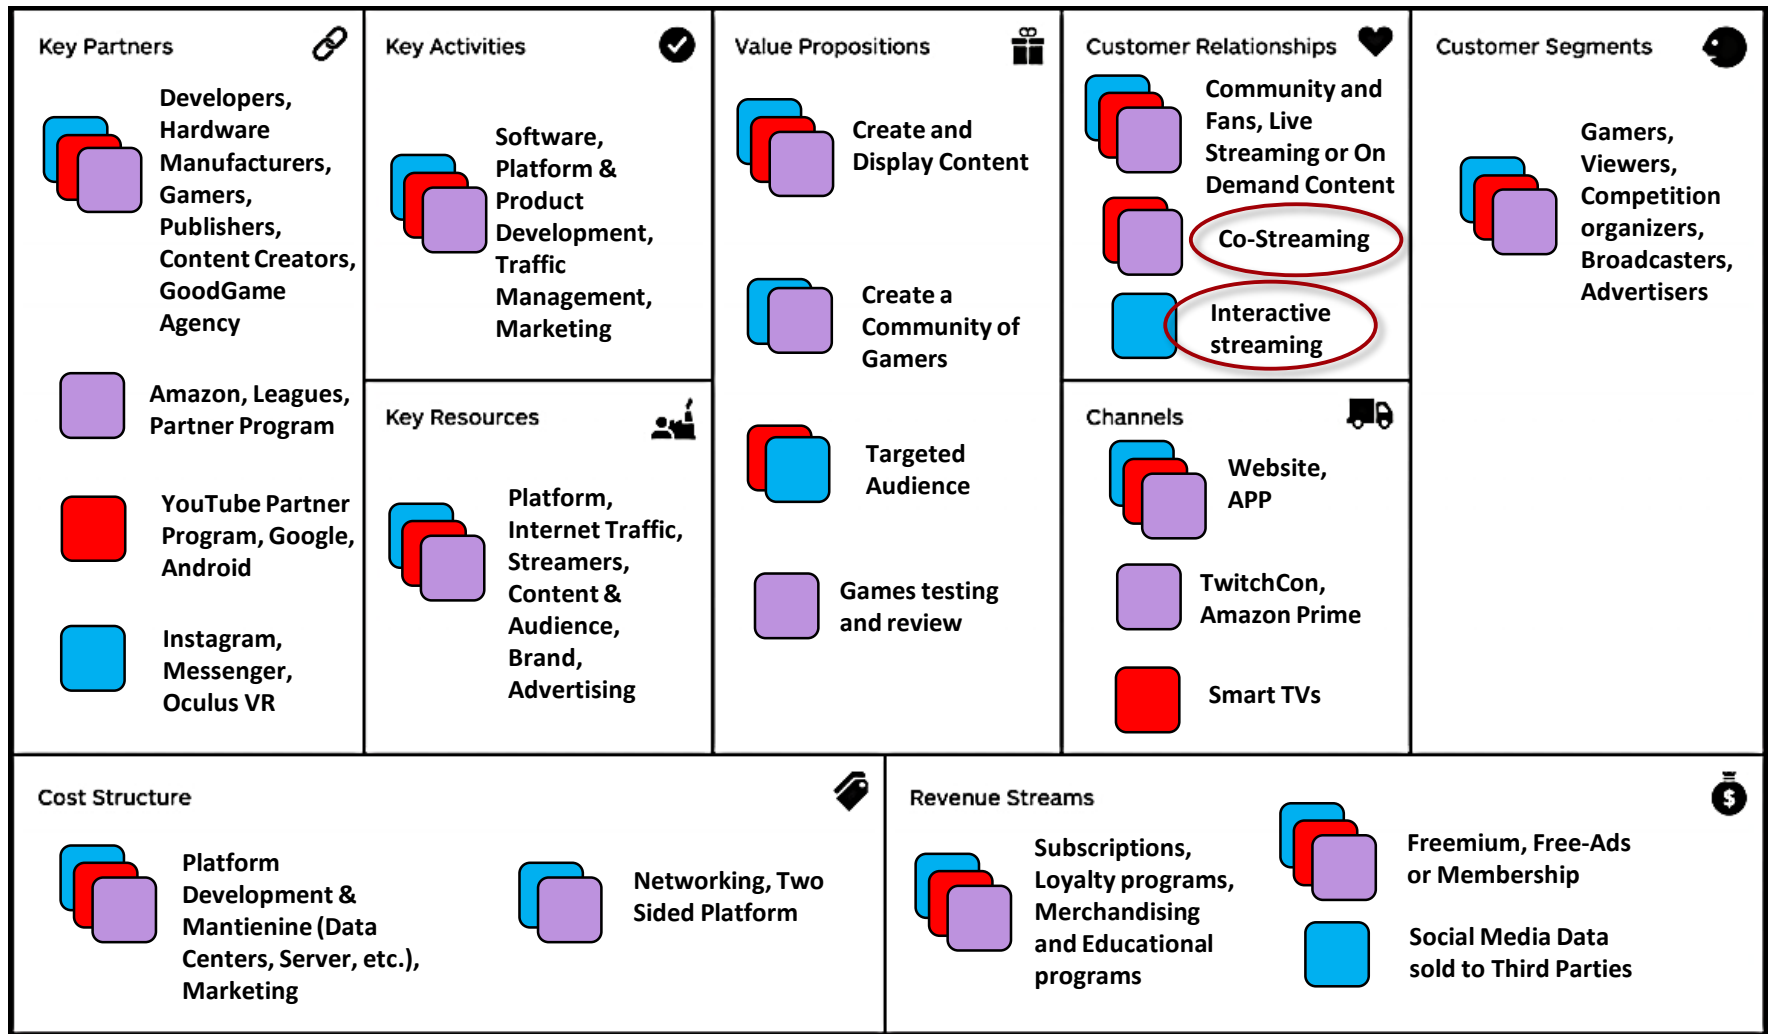 Key Partners
Developers,
Hardware
Manufacturers,
Gamers,
Publishers,
Content Creators,
GoodGame
Agency
Amazon, Leagues,
Partner Program
YouTube Partner
Program, Google,
Android
Instagram,
Messenger,
Oculus VR
Key Activities
Software,
Platform &
Product
Development,
Traffic
Management,
Marketing
Key Resources
Platform,
Internet Traffic,
Streamers,
Content &
Audience,
Brand,
Advertising
Value Propositions
Create and
Display Content
Create a
Community of
Gamers
Targeted
Audience
Games testing
and review
Customer Relationships
Community and
Fans, Live
Streaming or On
Demand Content
Co-Streaming
Interactive
streaming
Channels
Website,
APP
TwitchCon,
Amazon Prime
Smart TVs
Customer Segments
Gamers,
Viewers,
Competition
organizers,
Broadcasters,
Advertisers
Cost Structure
Platform
Development &
Mantienine (Data
Centers, Server, etc.),
Marketing
Networking, Two
Sided Platform
Revenue Streams
$
Subscriptions,
Loyalty programs,
Merchandising
and Educational
programs
Freemium, Free-Ads
or Membership
Social Media Data
sold to Third Parties